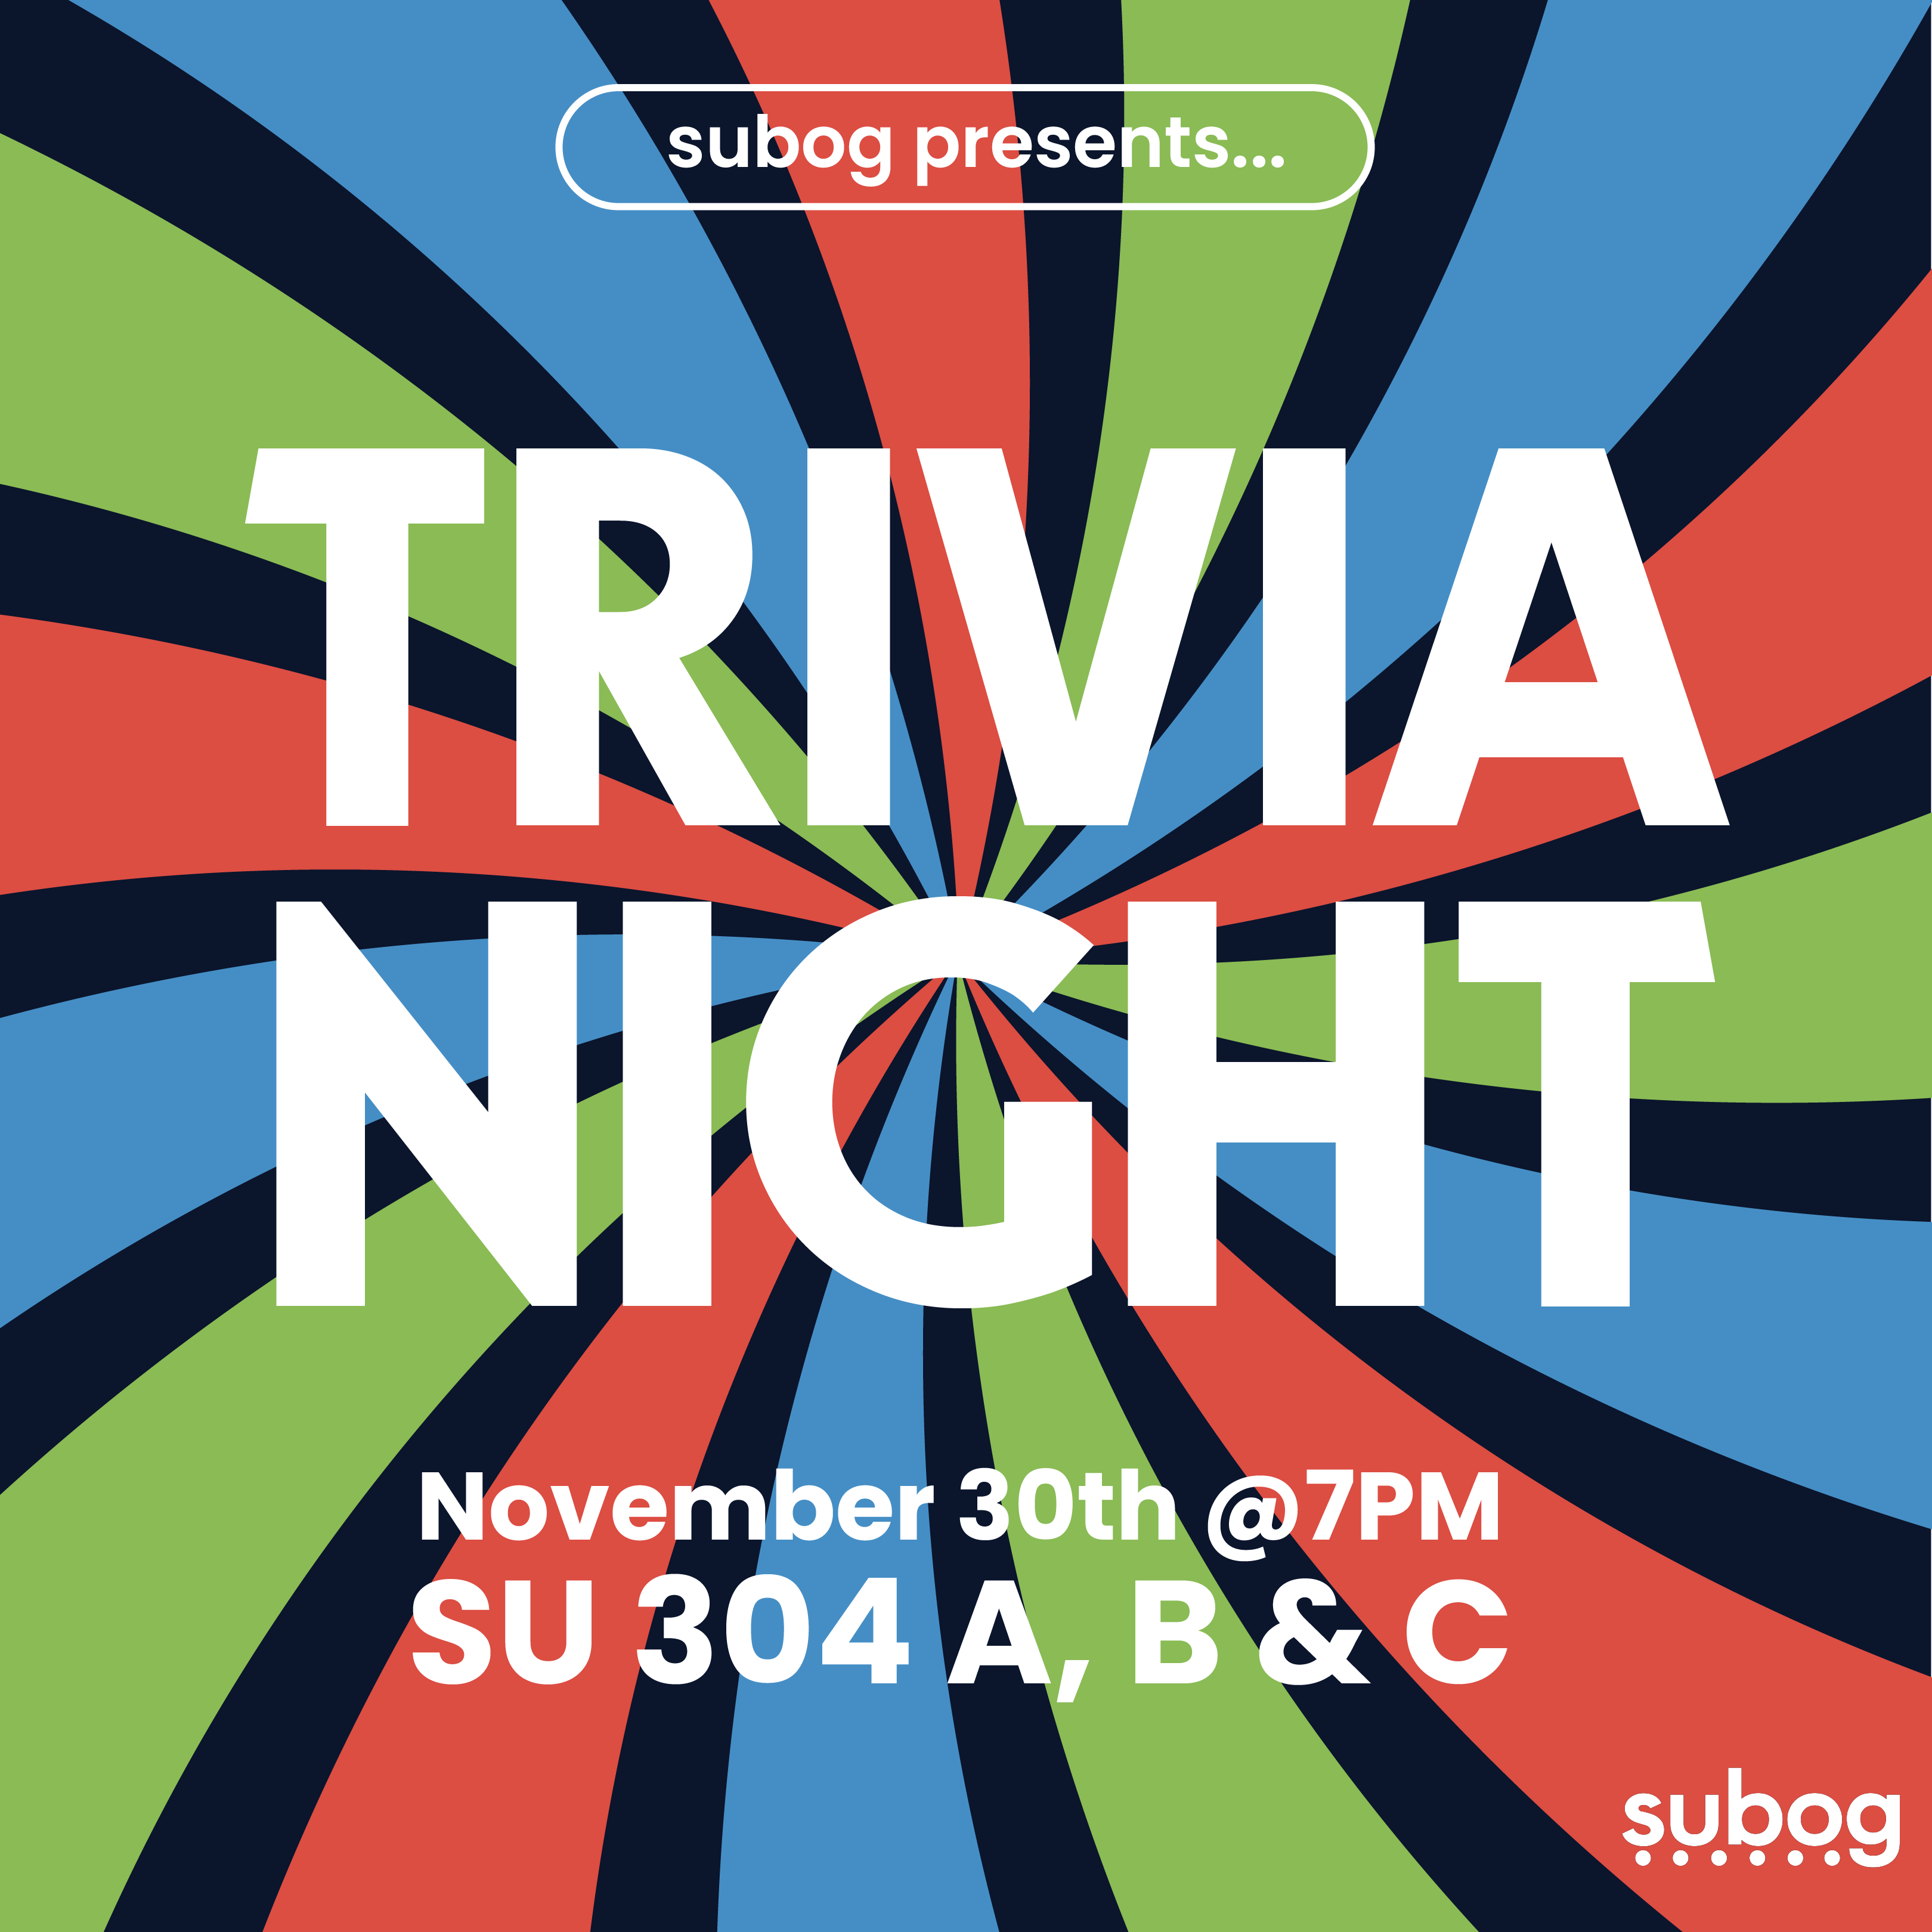 subog presents...
TRIVIA
NIGHT
November 30th @7PM
SU 304 A, B & C
subog